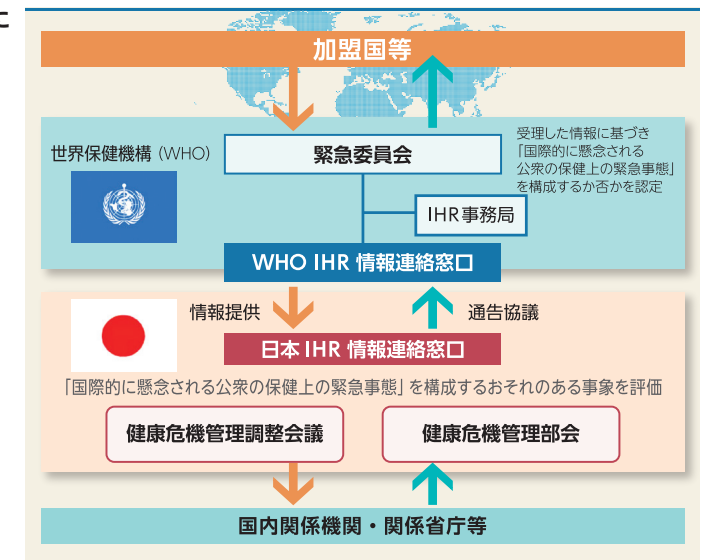 に
加盟国等
世界保健機構（WHO）
緊急委員会
受理した情報に基づき
「国際的に懸念される
公衆の保健上の緊急事態」
を構成するか否かを認定
IHR事務局
WHO IHR 情報連絡窓口
情報提供
通告協議
日本 IHR 情報連絡窓口
「国際的に懸念される公衆の保健上の緊急事態」を構成するおそれのある事象を評価
健康危機管理調整会議
健康危機管理部会
国内関係機関・関係省庁等